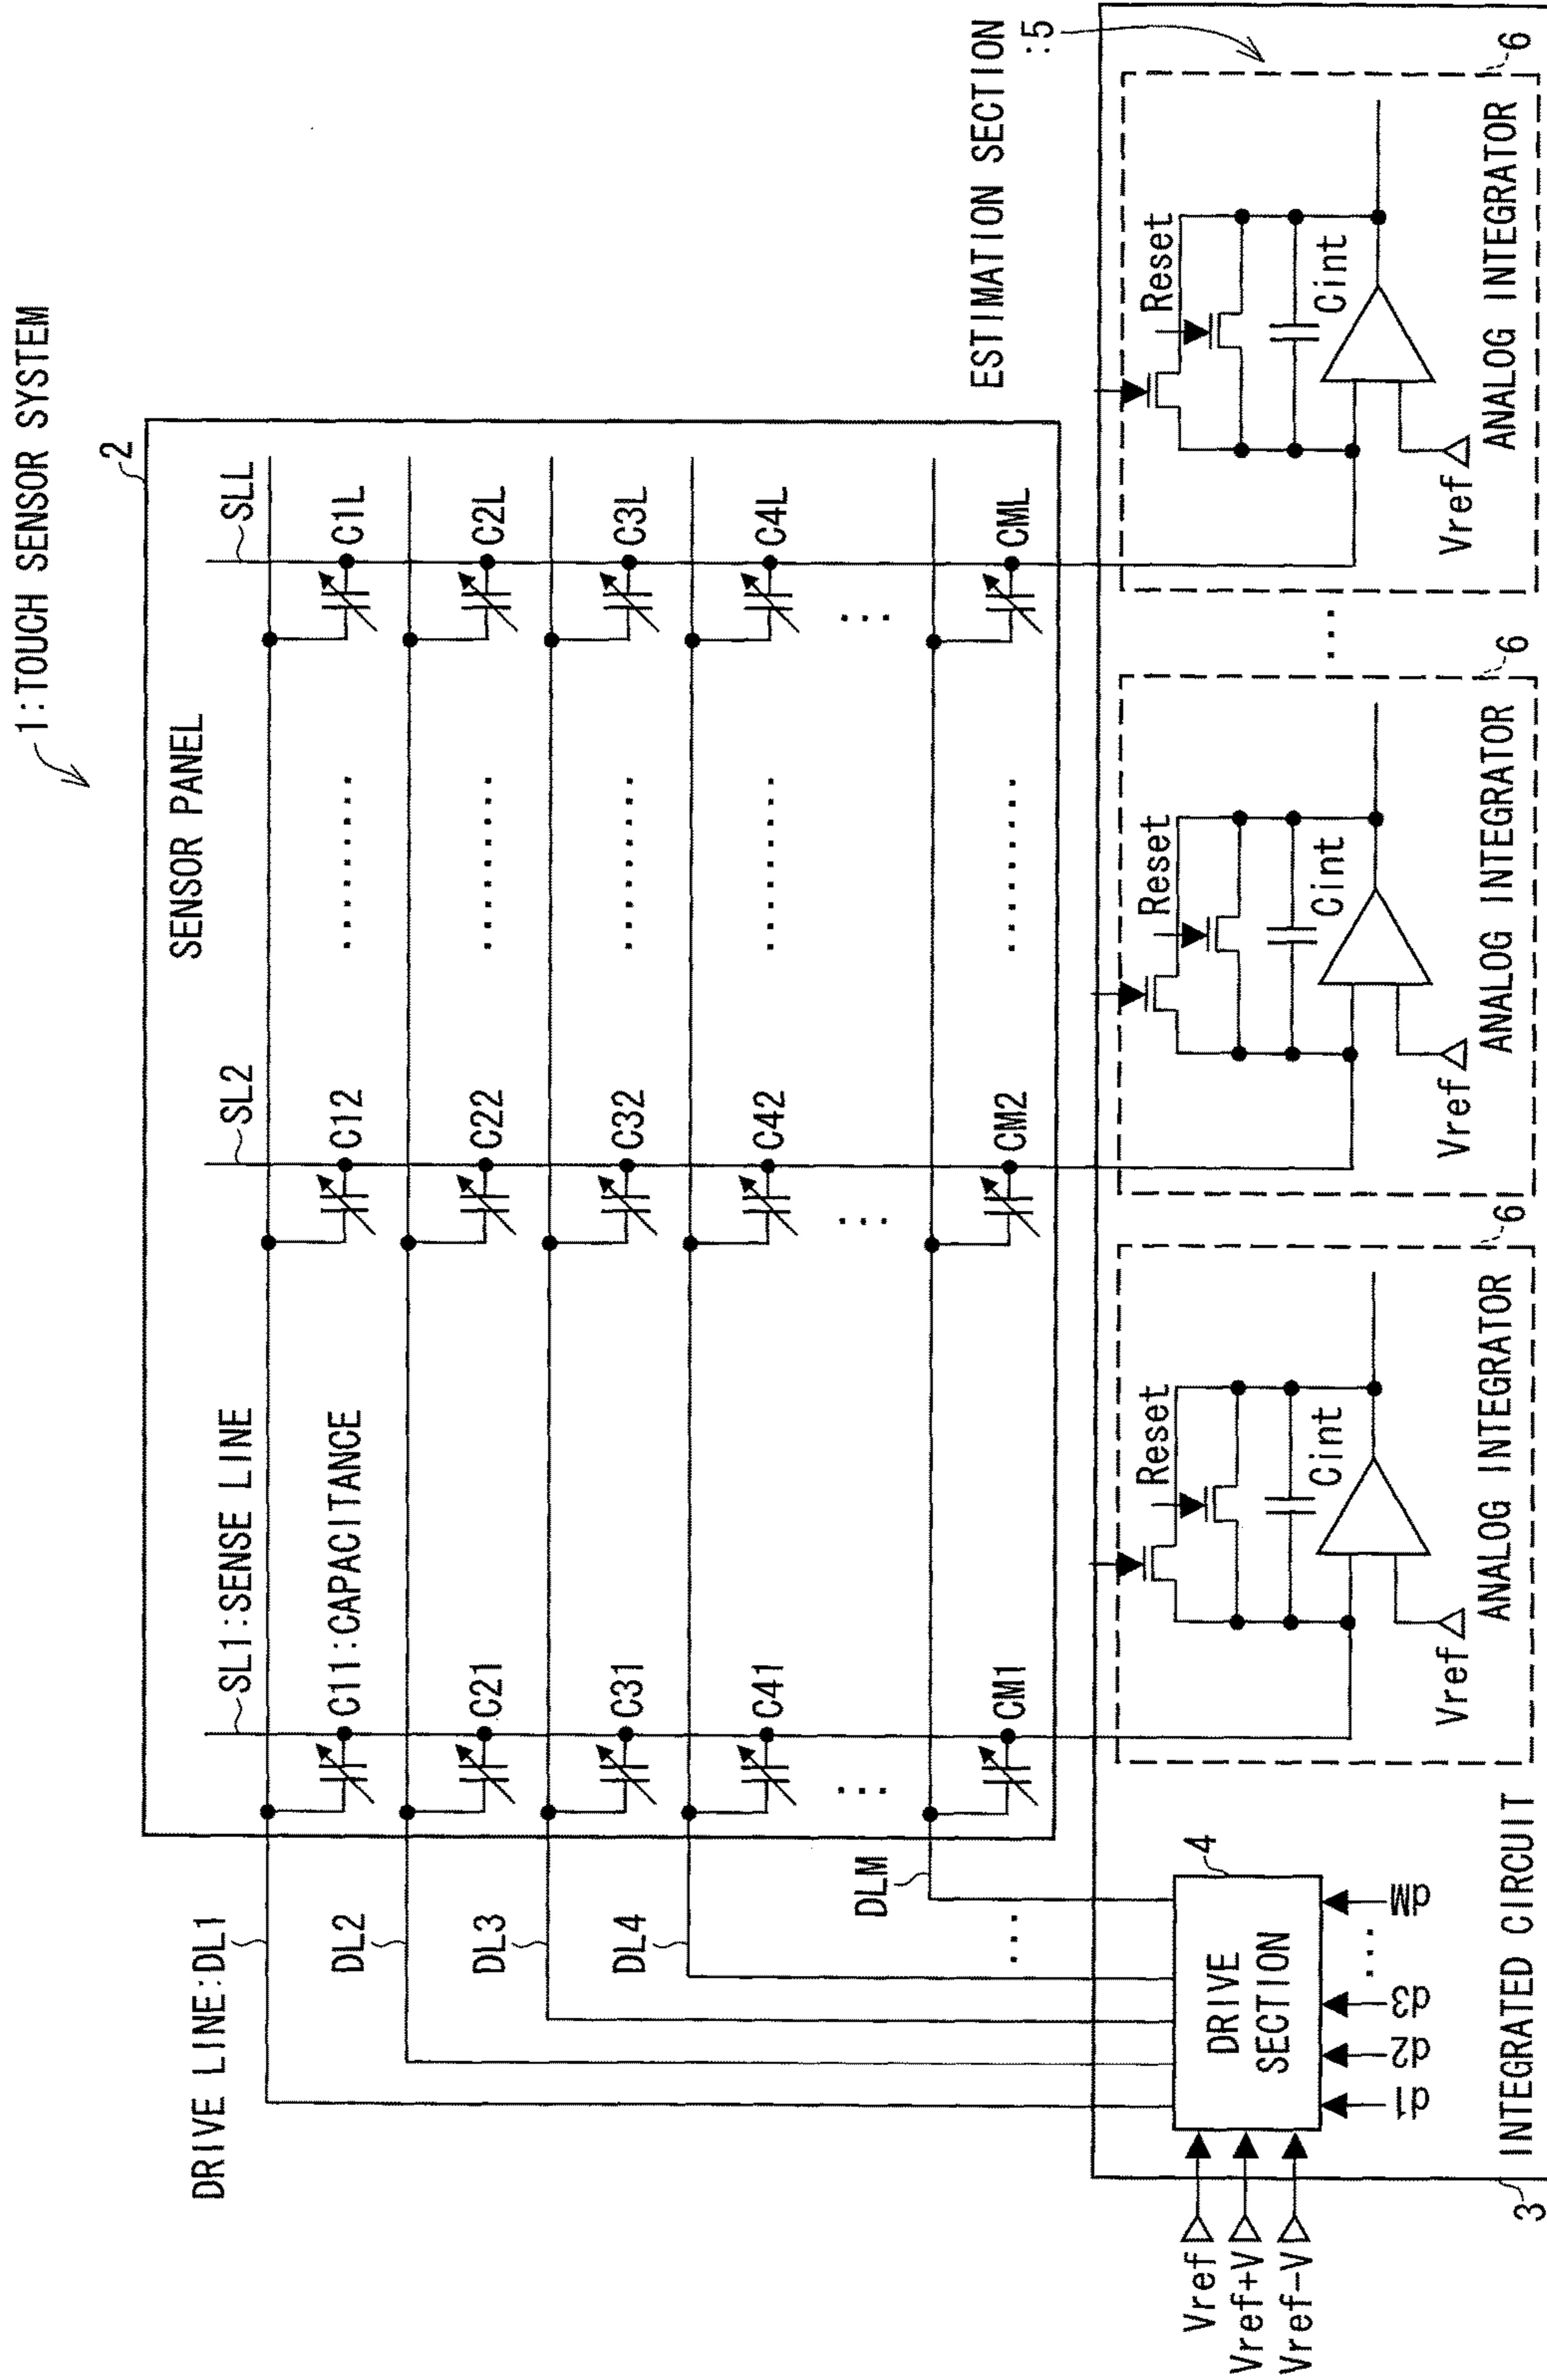 1:TOUCH SENSOR SYSTEM
2
SENSOR PANEL
DRIVE LINE:DL1
SL1:SENSE LINE
SL2
SLL
C11:CAPACITANCE
C12
C1L
DL2
C21
C22
C2L
DL3
C31
C32
C3L
DL4
C41
C42
C4L
DLM
CM1
CM2
CML
ESTIMATION SECTION
:5
Vref
Vref+V
Vref-V
4
DRIVE
SECTION
d1
d2
d3
dM
Reset
Cint
Vref
ANALOG INTEGRATOR
6
Reset
Cint
Vref
ANALOG INTEGRATOR
6
Reset
Cint
Vref
ANALOG INTEGRATOR
6
3
INTEGRATED CIRCUIT